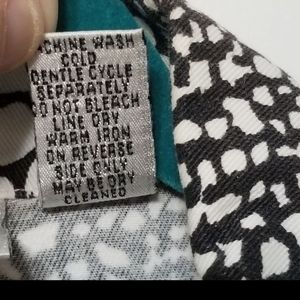 ACHINE WASH
COLD
GENTLE CYCLE
SEPPRATELY
DO NOT BLEACH
LINE DRY
WARM IRON
ON REVERSE
SIDE ONLY
MAY BE DRY
CLEANED